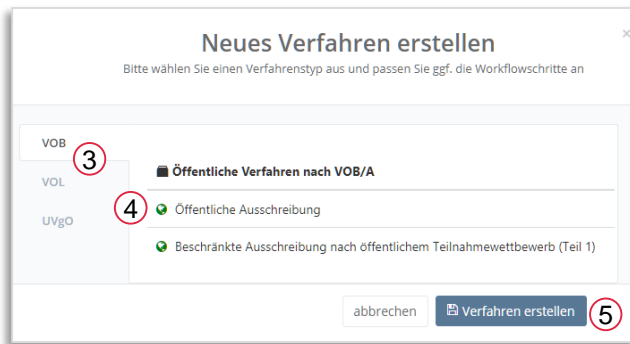 Neues Verfahren erstellen
×
Bitte wählen Sie einen Verfahrenstyp aus und passen Sie ggf. die Workflowschritte an
VOB
3
VOL
UVgO
Öffentliche Verfahren nach VOB/A
4
Öffentliche Ausschreibung
Beschränkte Ausschreibung nach öffentlichem Teilnahmewettbewerb (Teil 1)
abbrechen
Verfahren erstellen
5